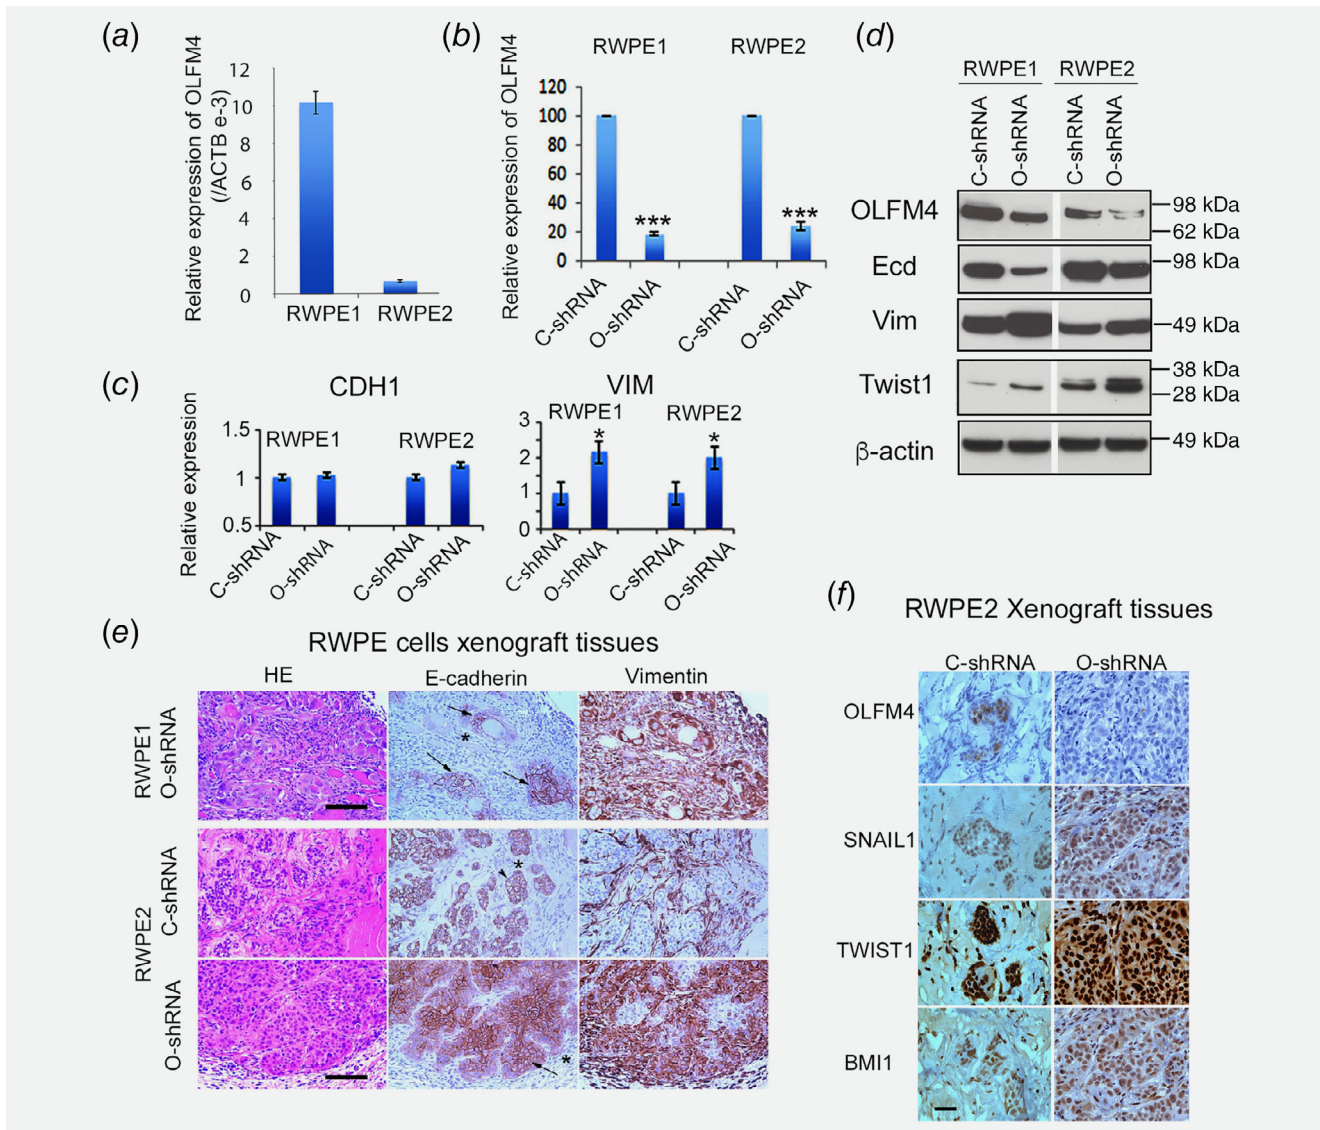 (a)
Relative expression of OLFM4
(/ACTB e-3)
12
10
8
6
4
2
0
RWPE1 RWPE2
(b)
RWPE1 RWPE2
Relative expression of OLFM4
120
100
80
60
40
20
0
*** ***
C-shRNA O-shRNA C-shRNA O-shRNA
(c)
CDH1
Relative expression
1.5
1
0.5
RWPE1 RWPE2
C-shRNA O-shRNA C-shRNA O-shRNA
VIM
RWPE1 RWPE2
3
2
1
0
* *
C-shRNA O-shRNA C-shRNA O-shRNA
(d)
RWPE1 RWPE2
C-shRNA O-shRNA C-shRNA O-shRNA
OLFM4 98 kDa
62 kDa
Ecd 98 kDa
Vim 49 kDa
Twist1 38 kDa
28 kDa
β-actin 49 kDa
(e)
RWPE cells xenograft tissues
HE E-cadherin Vimentin
RWPE1
O-shRNA
*
RWPE2
C-shRNA
*
O-shRNA
*
(f)
RWPE2 Xenograft tissues
C-shRNA O-shRNA
OLFM4
SNAIL1
TWIST1
BMI1